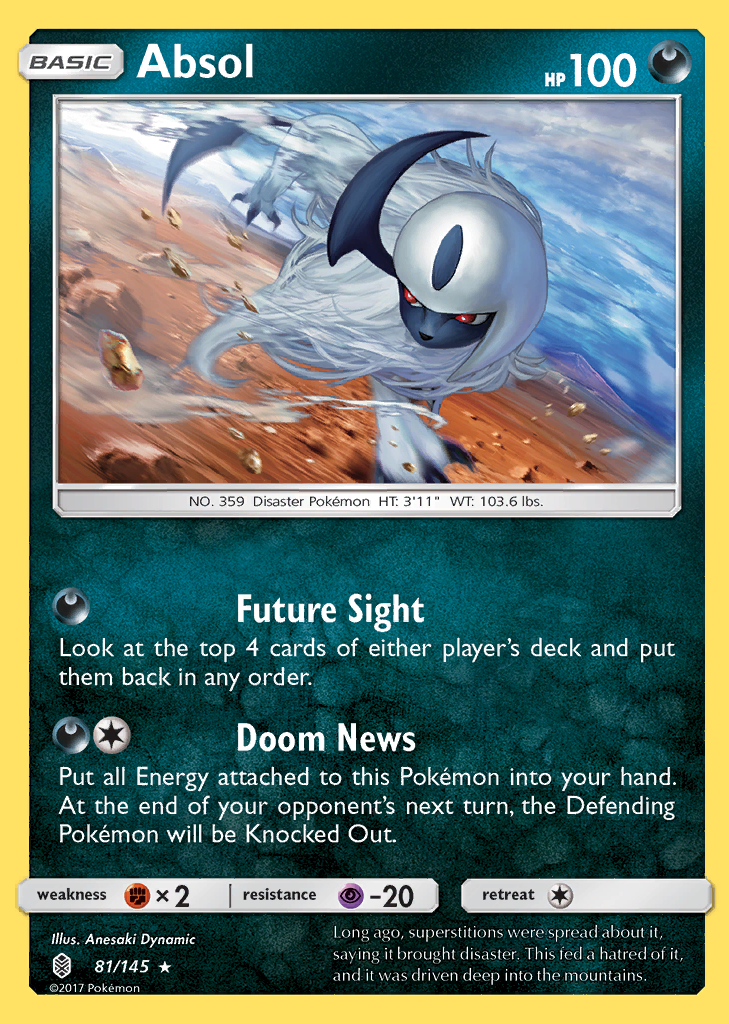 BASIC Absol HP 100
NO. 359 Disaster Pokémon HT: 3'11" WT: 103.6 lbs.
Future Sight
Look at the top 4 cards of either player's deck and put
them back in any order.
Doom News
Put all Energy attached to this Pokémon into your hand.
At the end of your opponent's next turn, the Defending
Pokémon will be Knocked Out.
weakness ×2 resistance -20 retreat
Illus. Anesaki Dynamic
81/145 ★
©2017 Pokémon
Long ago, superstitions were spread about it,
saying it brought disaster. This fed a hatred of it,
and it was driven deep into the mountains.